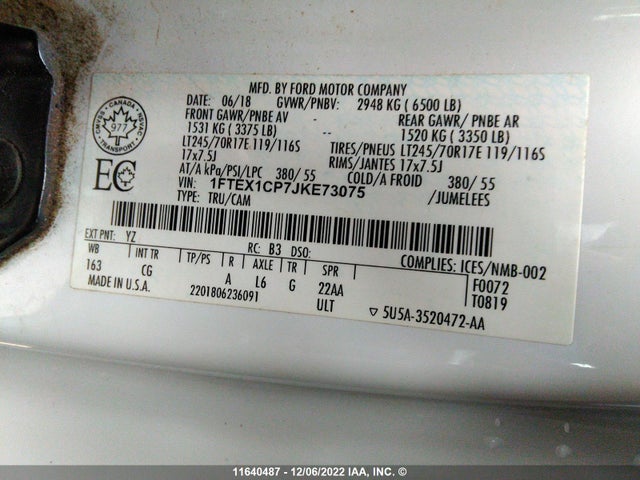 MFD. BY FORD MOTOR COMPANY
DATE: 06/18 GVWR/PNBV: 2948 KG ( 6500 LB)
FRONT GAWR/PNBE AV REAR GAWR/ PNBE AR
1531 KG ( 3375 LB) -- 1520 KG ( 3350 LB)
LT245/70R17E 119/116S TIRES/PNEUS LT245/70R17E 119/116S
17x7.5J RIMS/JANTES 17x7.5J
AT/A kPa/PSI/LPC 380/ 55 COLD/A FROID 380/ 55
VIN: 1FTEX1CP7JKE73075 /JUMELEES
TYPE: TRU/CAM
CANADA
977
TRANSPORT
EC
EXT PNT: YZ RC: B3 DSO: COMPLIES: ICES/NMB-002
WB INT TR TP/PS R AXLE TR SPR F0072
163 CG A L6 G 22AA T0819
MADE IN U.S.A. 2201806236091 ULT ▽ 5U5A-3520472-AA
11640487 - 12/06/2022 IAA, INC. ©